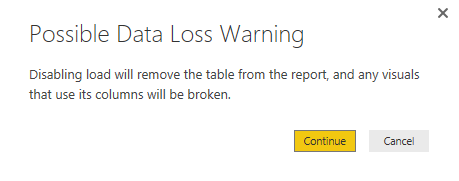 Possible Data Loss Warning
Disabling load will remove the table from the report, and any visuals
that use its columns will be broken.
Continue Cancel